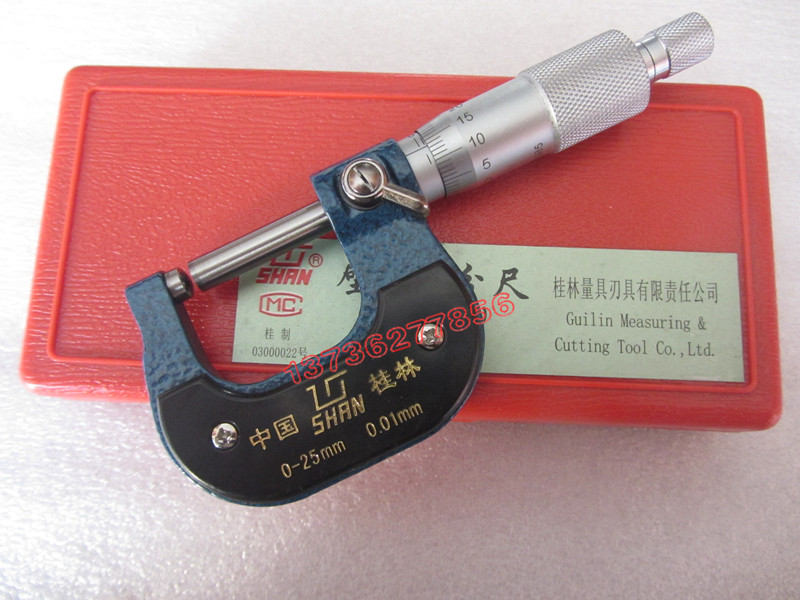 15
10
5
SHAN®
MC
桂 制
03000022号
尺
桂林量具刃具有限责任公司
Guilin Measuring &
Cutting Tool Co.,Ltd.
13736277856
中国 SHAN 桂林
0-25mm 0.01mm